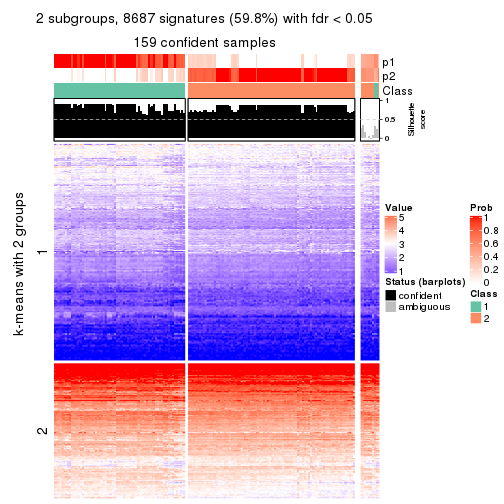 2 subgroups, 8687 signatures (59.8%) with fdr < 0.05
159 confident samples
p1
p2
Class
1
0.5
0
Silhouette
score
k-means with 2 groups
1
2
Value
5
4
3
2
1
Status (barplots)
confident
ambiguous
Prob
1
0.8
0.6
0.4
0.2
0
Class
1
2